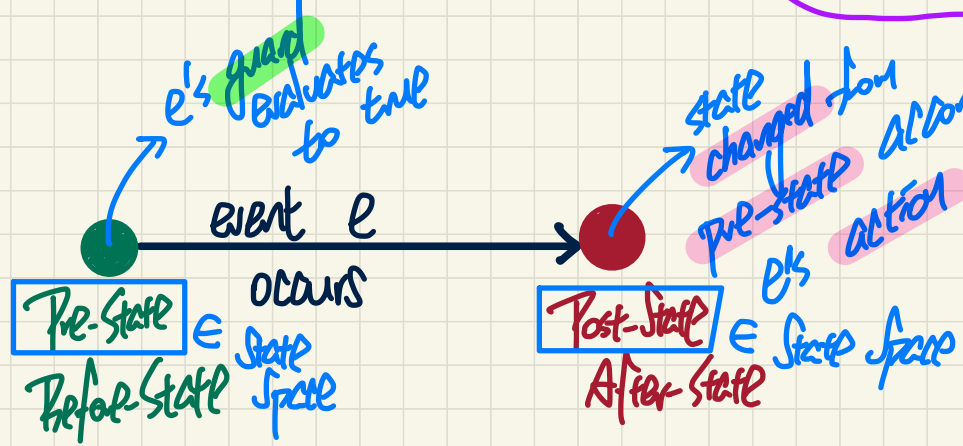 e's guard
evaluates
to true
event e
occurs
Pre-State
∈ State
Space
Before-State
state
changed from
pre-state
action
e's
Post-State
∈ State Space
After-State